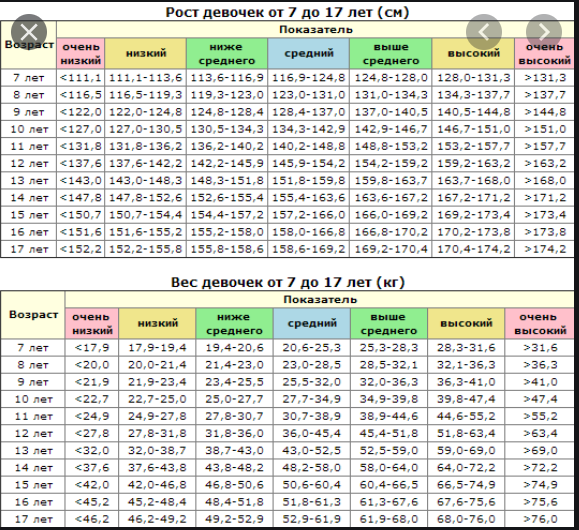 Рост девочек от 7 до 17 лет (см)
Возраст Показатель
очень низкий низкий ниже среднего средний выше среднего высокий очень высокий
7 лет <111,1 111,1-113,6 113,6-116,9 116,9-124,8 124,8-128,0 128,0-131,3 >131,3
8 лет <116,5 116,5-119,3 119,3-123,0 123,0-131,0 131,0-134,3 134,3-137,7 >137,7
9 лет <122,0 122,0-124,8 124,8-128,4 128,4-137,0 137,0-140,5 140,5-144,8 >144,8
10 лет <127,0 127,0-130,5 130,5-134,3 134,3-142,9 142,9-146,7 146,7-151,0 >151,0
11 лет <131,8 131,8-136,2 136,2-140,2 140,2-148,8 148,8-153,2 153,2-157,7 >157,7
12 лет <137,6 137,6-142,2 142,2-145,9 145,9-154,2 154,2-159,2 159,2-163,2 >163,2
13 лет <143,0 143,0-148,3 148,3-151,8 151,8-159,8 159,8-163,7 163,7-168,0 >168,0
14 лет <147,8 147,8-152,6 152,6-155,4 155,4-163,6 163,6-167,2 167,2-171,2 >171,2
15 лет <150,7 150,7-154,4 154,4-157,2 157,2-166,0 166,0-169,2 169,2-173,4 >173,4
16 лет <151,6 151,6-155,2 155,2-158,0 158,0-166,8 166,8-170,2 170,2-173,8 >173,8
17 лет <152,2 152,2-155,8 155,8-158,6 158,6-169,2 169,2-170,4 170,4-174,2 >174,2
Вес девочек от 7 до 17 лет (кг)
Возраст Показатель
очень низкий низкий ниже среднего средний выше среднего высокий очень высокий
7 лет <17,9 17,9-19,4 19,4-20,6 20,6-25,3 25,3-28,3 28,3-31,6 >31,6
8 лет <20,0 20,0-21,4 21,4-23,0 23,0-28,5 28,5-32,1 32,1-36,3 >36,3
9 лет <21,9 21,9-23,4 23,4-25,5 25,5-32,0 32,0-36,3 36,3-41,0 >41,0
10 лет <22,7 22,7-25,0 25,0-27,7 27,7-34,9 34,9-39,8 39,8-47,4 >47,4
11 лет <24,9 24,9-27,8 27,8-30,7 30,7-38,9 38,9-44,6 44,6-55,2 >55,2
12 лет <27,8 27,8-31,8 31,8-36,0 36,0-45,4 45,4-51,8 51,8-63,4 >63,4
13 лет <32,0 32,0-38,7 38,7-43,0 43,0-52,5 52,5-59,0 59,0-69,0 >69,0
14 лет <37,6 37,6-43,8 43,8-48,2 48,2-58,0 58,0-64,0 64,0-72,2 >72,2
15 лет <42,0 42,0-46,8 46,8-50,6 50,6-60,4 60,4-66,5 66,5-74,9 >74,9
16 лет <45,2 45,2-48,4 48,4-51,8 51,8-61,3 61,3-67,6 67,6-75,6 >75,6
17 лет <46,2 46,2-49,2 49,2-52,9 52,9-61,9 61,9-68,0 68,0-76,0 >76,0